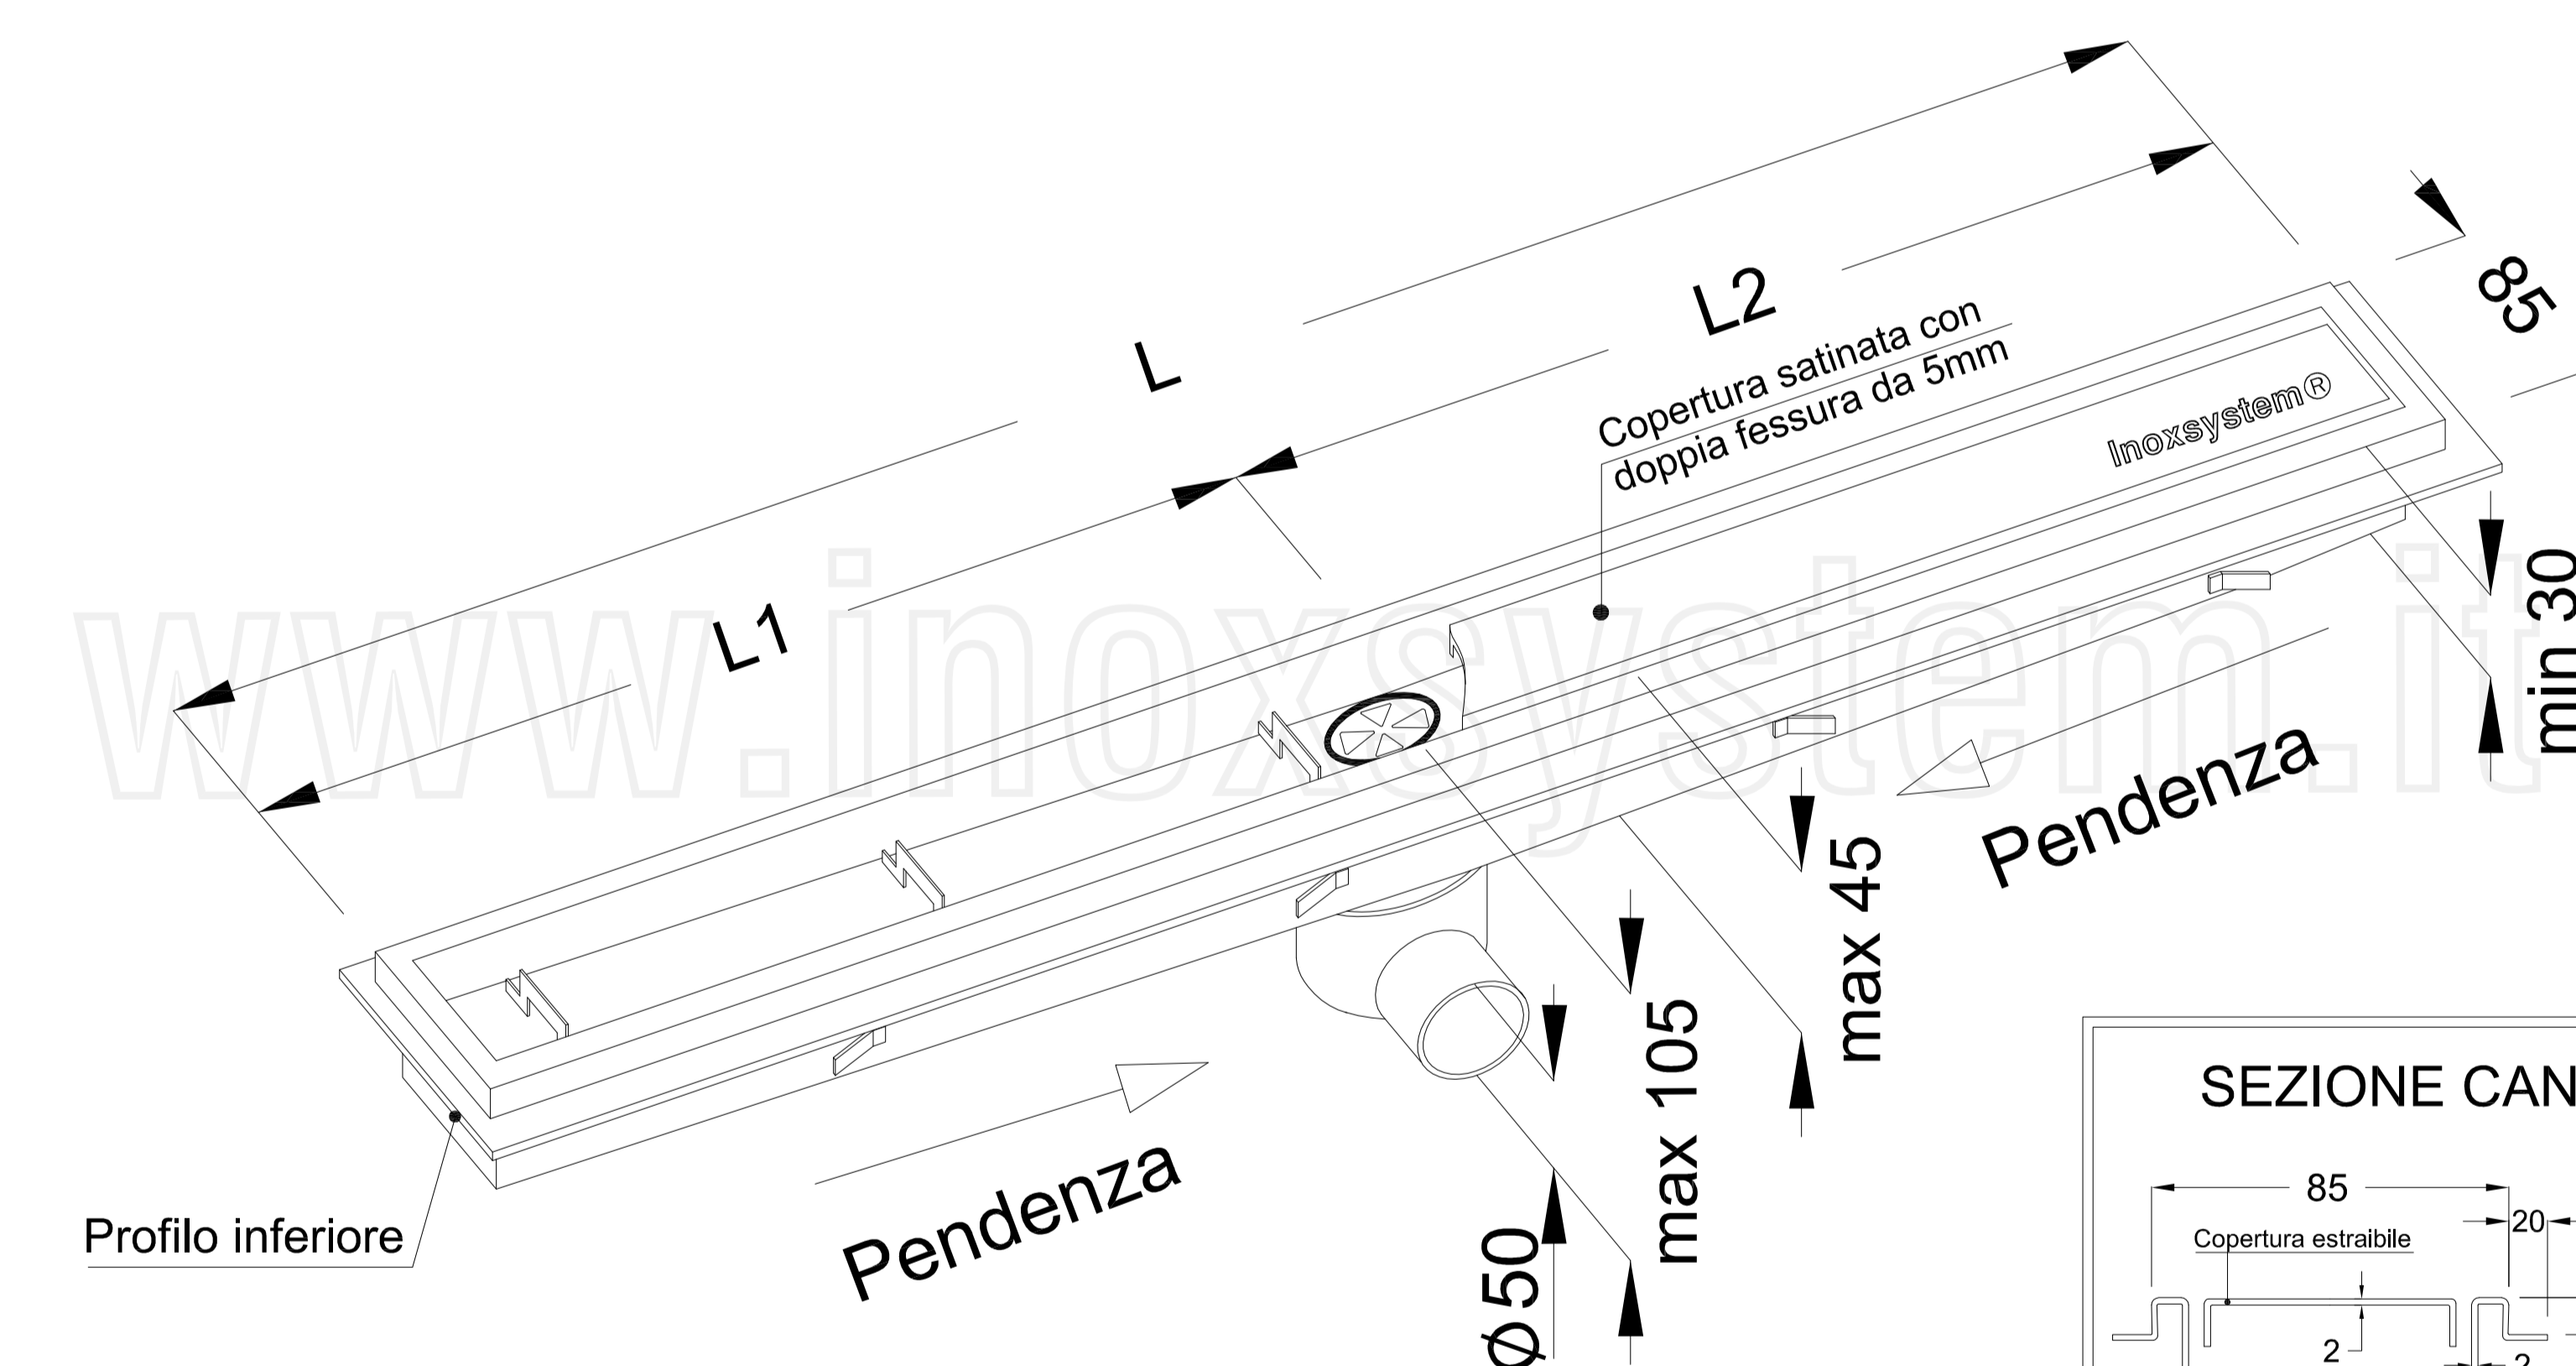 L
L2
85
Copertura satinata con
doppia fessura da 5mm
Inoxsystem®
L1
www.inoxsystem.it
min 30
Pendenza
max 45
max 105
Pendenza
Profilo inferiore
Ø 50
SEZIONE CAN
85
20
Copertura estraibile
2
2